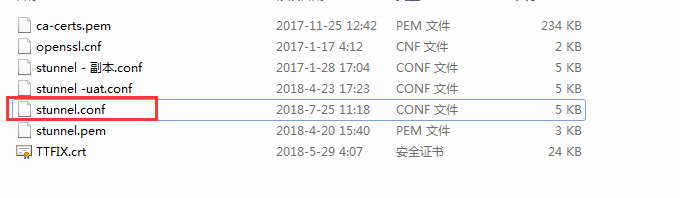 ca-certs.pem 2017-11-25 12:42 PEM 文件 234 KB
openssl.cnf 2017-1-17 4:12 CNF 文件 2 KB
stunnel - 副本.conf 2017-1-28 17:04 CONF 文件 5 KB
stunnel -uat.conf 2018-4-23 17:23 CONF 文件 5 KB
stunnel.conf 2018-7-25 11:18 CONF 文件 5 KB
stunnel.pem 2018-4-20 15:40 PEM 文件 3 KB
TTFIX.crt 2018-5-29 4:07 安全证书 24 KB